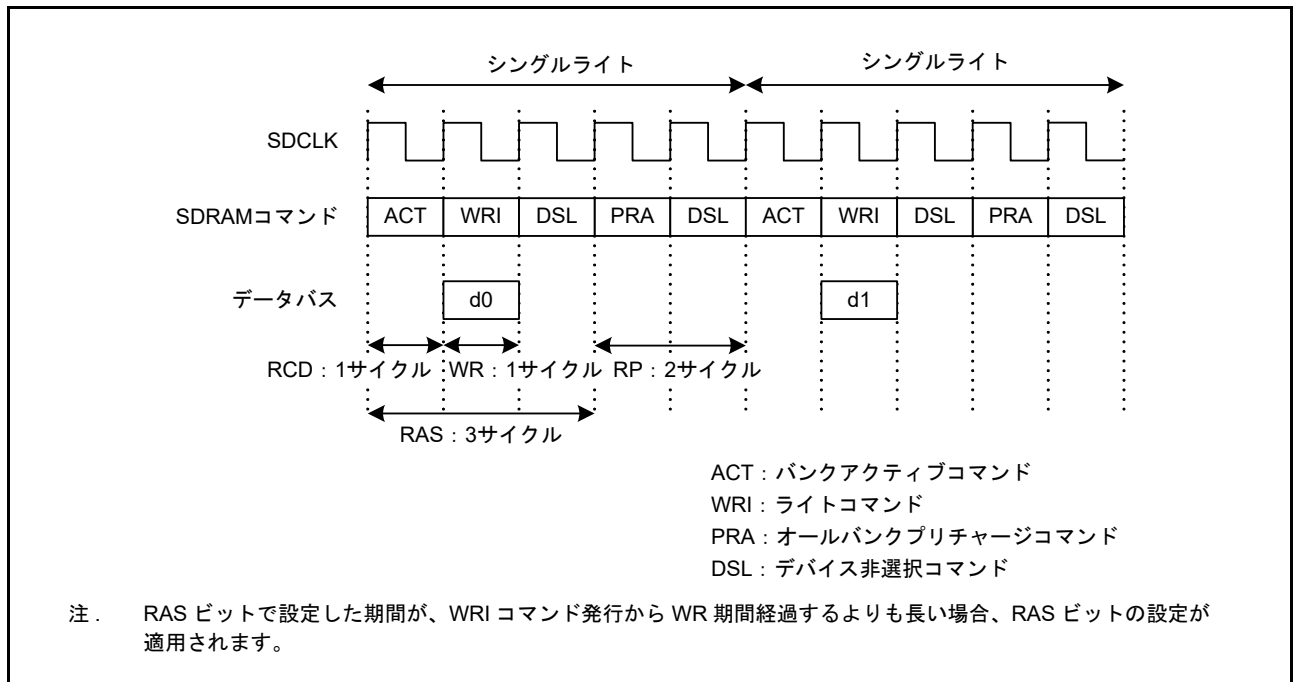 シングルライト シングルライト
SDCLK
SDRAMコマンド ACT WRI DSL PRA DSL ACT WRI DSL PRA DSL
データバス d0 d1
RCD：1サイクル WR：1サイクル RP：2サイクル
RAS：3サイクル
ACT：バンクアクティブコマンド
WRI：ライトコマンド
PRA：オールバンクプリチャージコマンド
DSL：デバイス非選択コマンド
注． RAS ビットで設定した期間が、WRI コマンド発行から WR 期間経過するよりも長い場合、RAS ビットの設定が
適用されます。